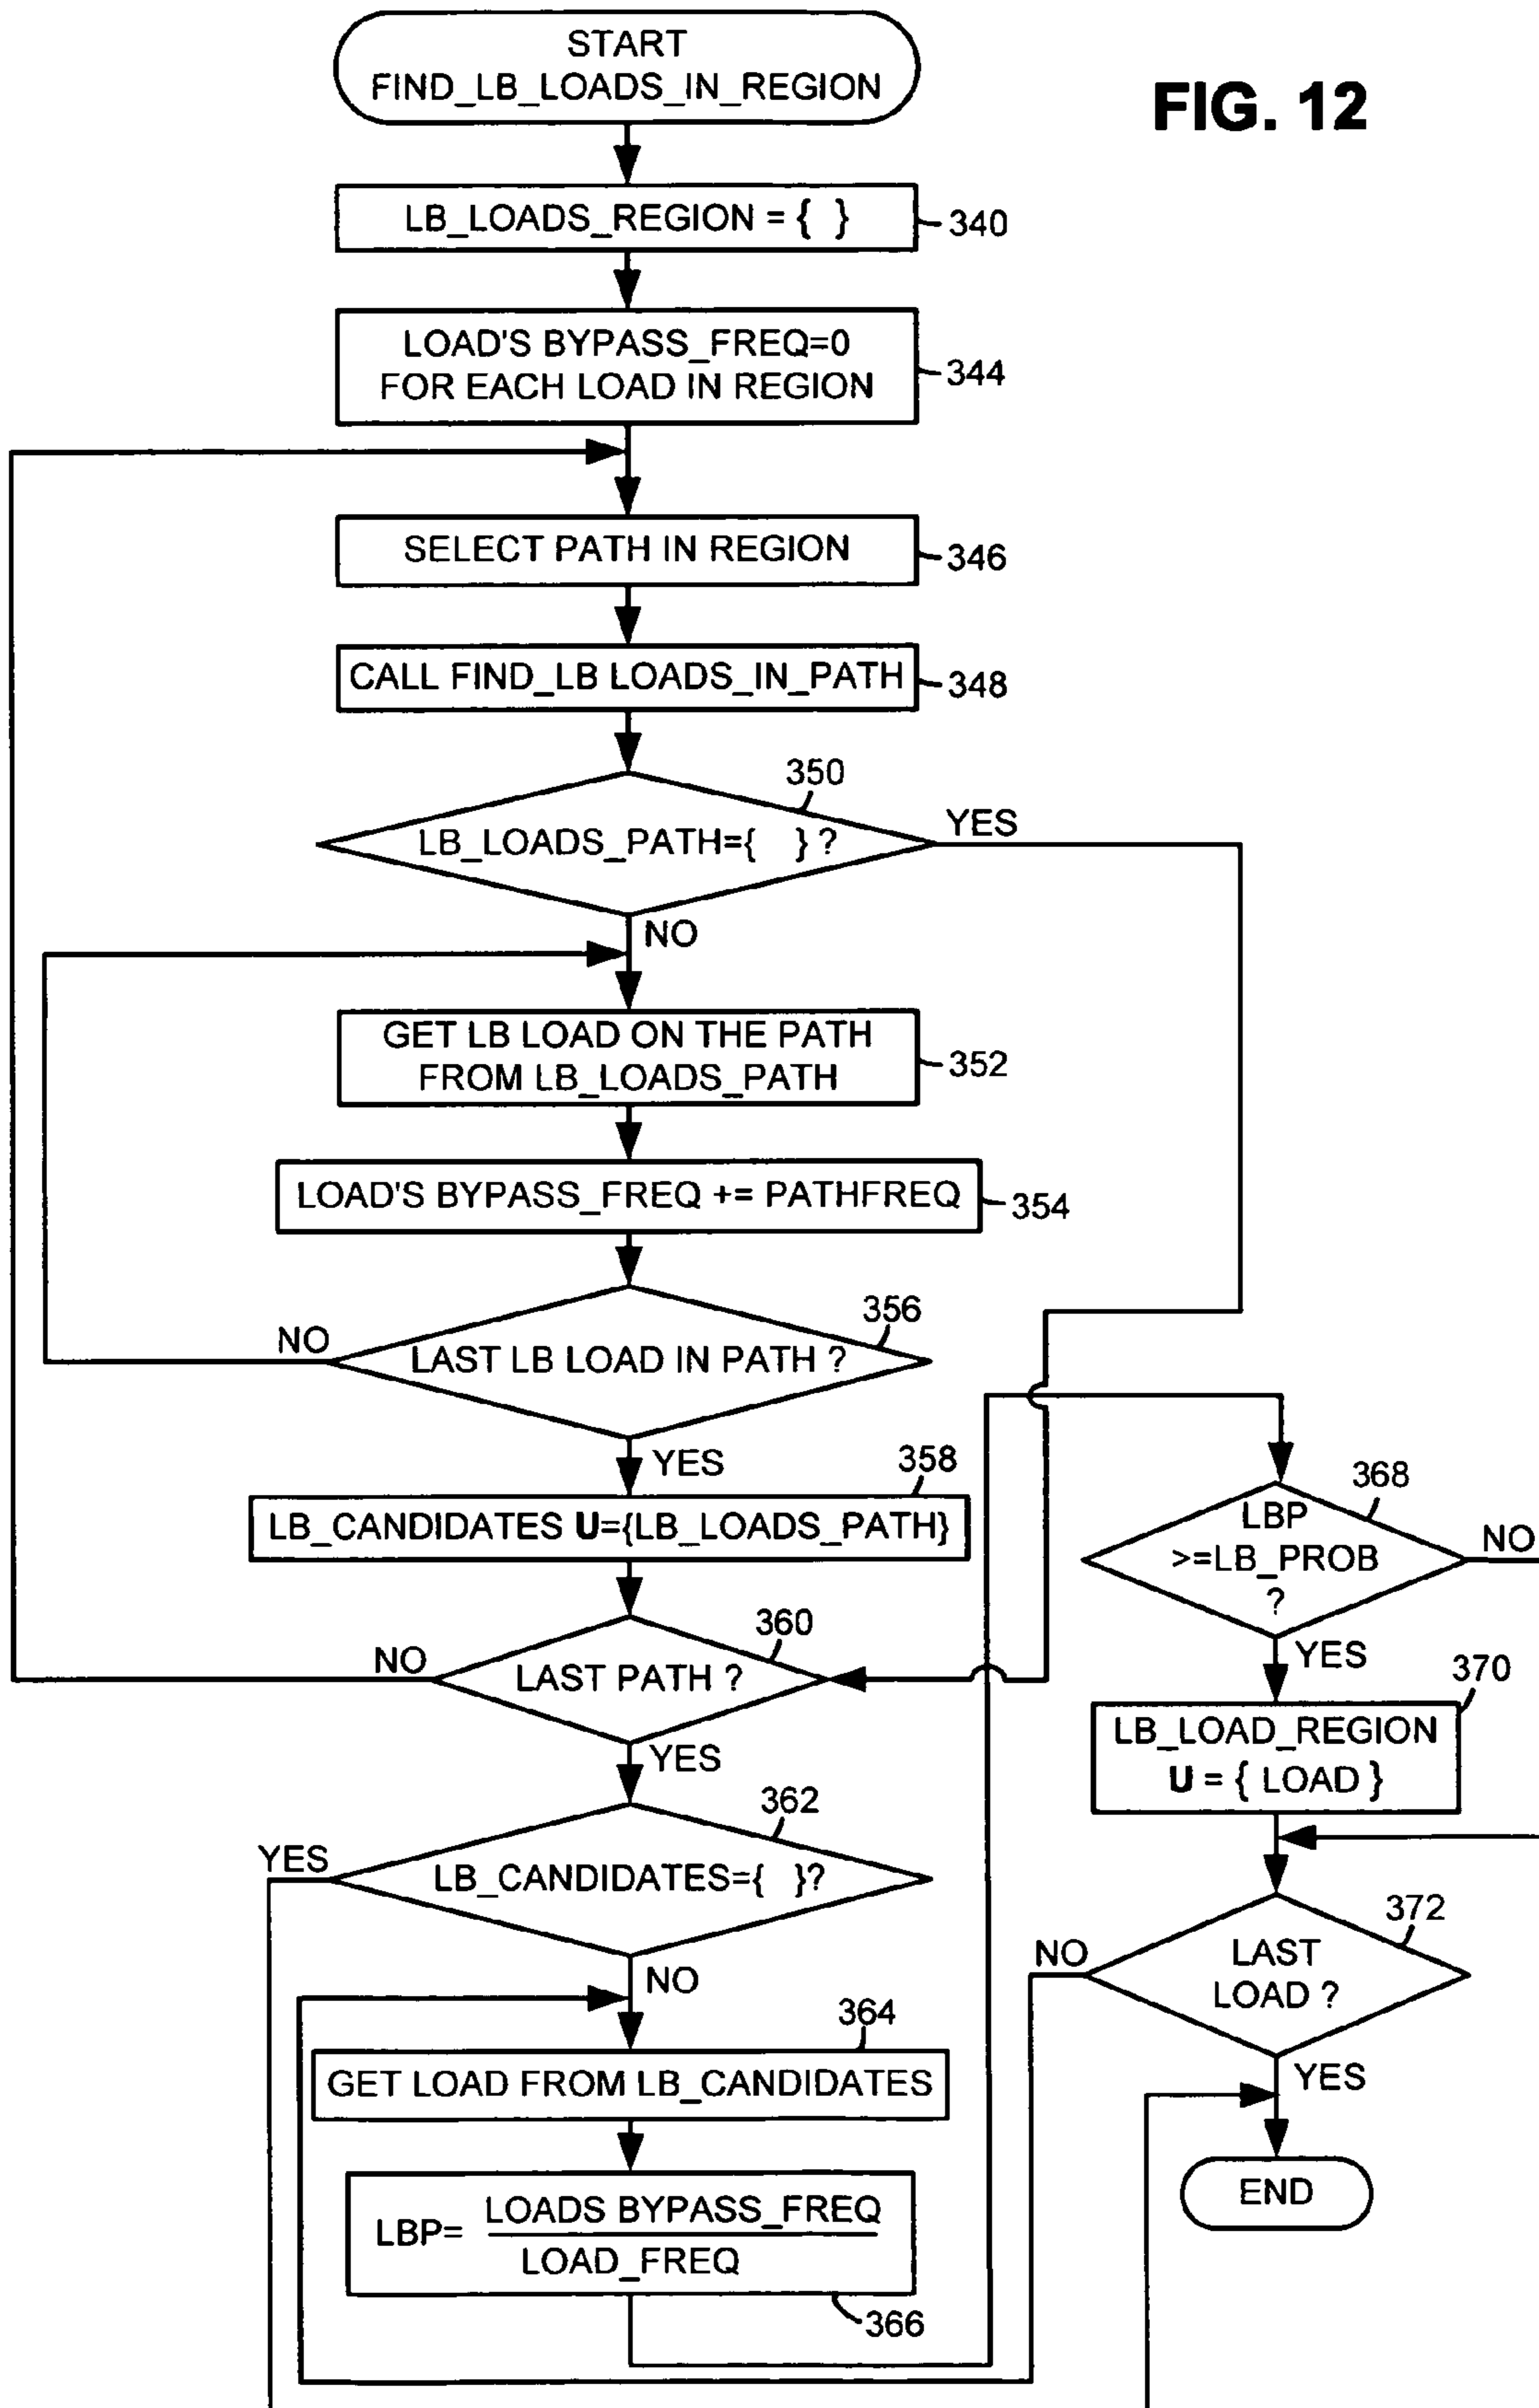 START
FIND_LB_LOADS_IN_REGION
FIG. 12
LB_LOADS_REGION = { }
340
LOAD'S BYPASS_FREQ=0
FOR EACH LOAD IN REGION
344
SELECT PATH IN REGION
346
CALL FIND_LB LOADS_IN_PATH
348
350
LB_LOADS_PATH={ } ?
YES
NO
GET LB LOAD ON THE PATH
FROM LB_LOADS_PATH
352
LOAD'S BYPASS_FREQ += PATHFREQ
354
356
NO
LAST LB LOAD IN PATH ?
YES
358
LB_CANDIDATES U={LB_LOADS_PATH}
360
NO
LAST PATH ?
YES
362
YES
LB_CANDIDATES={ }?
NO
364
GET LOAD FROM LB_CANDIDATES
LBP= LOADS BYPASS_FREQ
LOAD_FREQ
366
368
LBP
>=LB_PROB
?
NO
YES
370
LB_LOAD_REGION
U = { LOAD }
372
NO
LAST
LOAD ?
YES
END